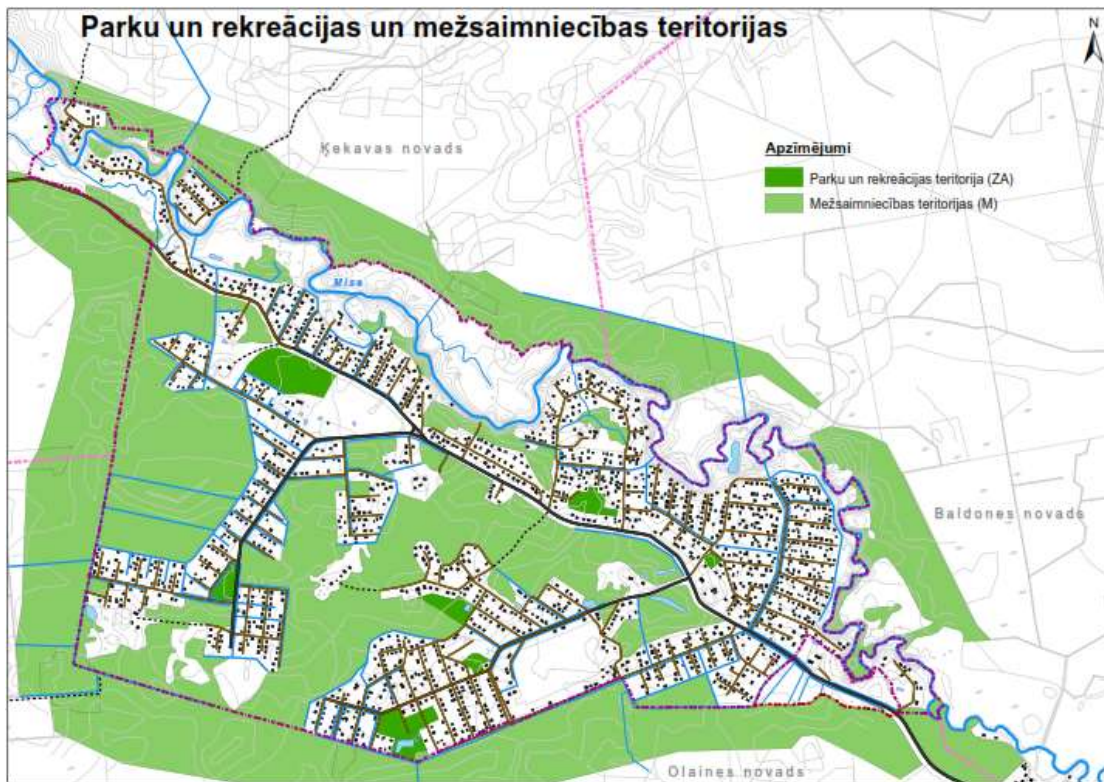 Parku un rekreācijas un mežsaimniecības teritorijas
N
Ķekavas novads
Apzīmējumi
Parku un rekreācijas teritorija (ZA)
Mežsaimniecības teritorijas (M)
Misa
Baldones novads
Olaines novads